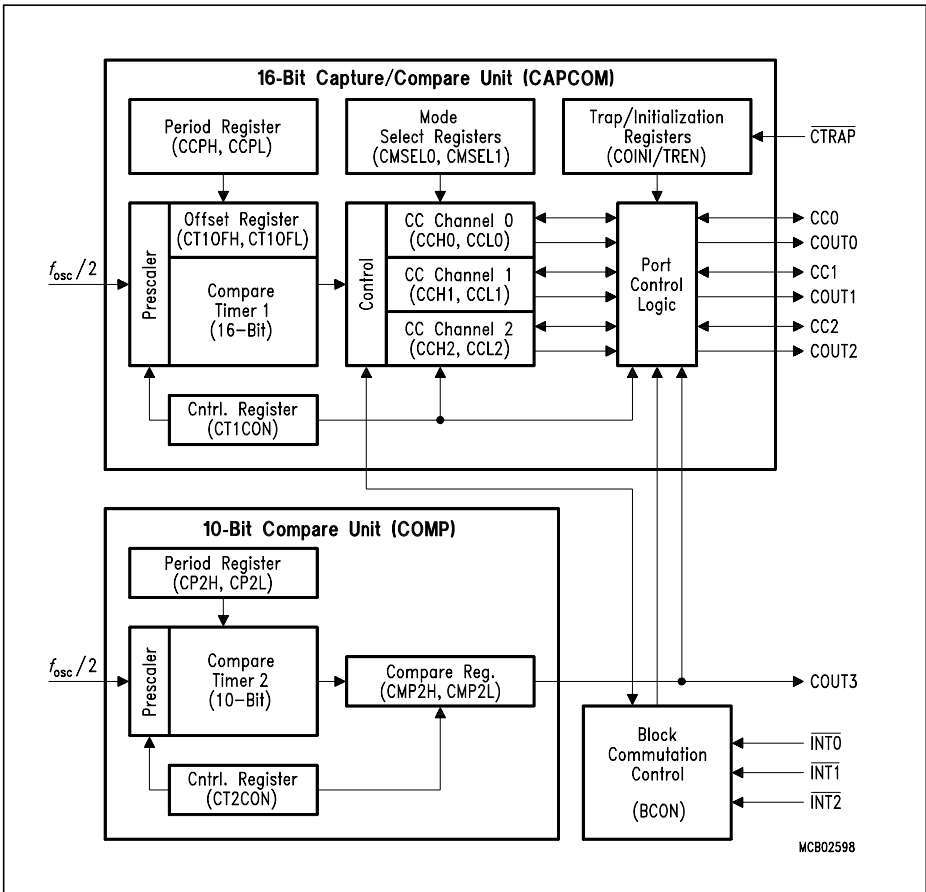 16-Bit Capture/Compare Unit (CAPCOM)
Period Register
(CCPH, CCPL)
Mode
Select Registers
(CMSEL0, CMSEL1)
Trap/Initialization
Registers
(COINI/TREN)
CTRAP
fosc/2
Prescaler
Offset Register
(CT1OFH, CT1OFL)
Compare
Timer 1
(16-Bit)
Control
CC Channel 0
(CCH0, CCL0)
CC Channel 1
(CCH1, CCL1)
CC Channel 2
(CCH2, CCL2)
Port
Control
Logic
CC0
COUT0
CC1
COUT1
CC2
COUT2
Cntrl. Register
(CT1CON)
10-Bit Compare Unit (COMP)
Period Register
(CP2H, CP2L)
fosc/2
Prescaler
Compare
Timer 2
(10-Bit)
Compare Reg.
(CMP2H, CMP2L)
COUT3
Cntrl. Register
(CT2CON)
Block
Commutation
Control
(BCON)
INT0
INT1
INT2
MCB02598